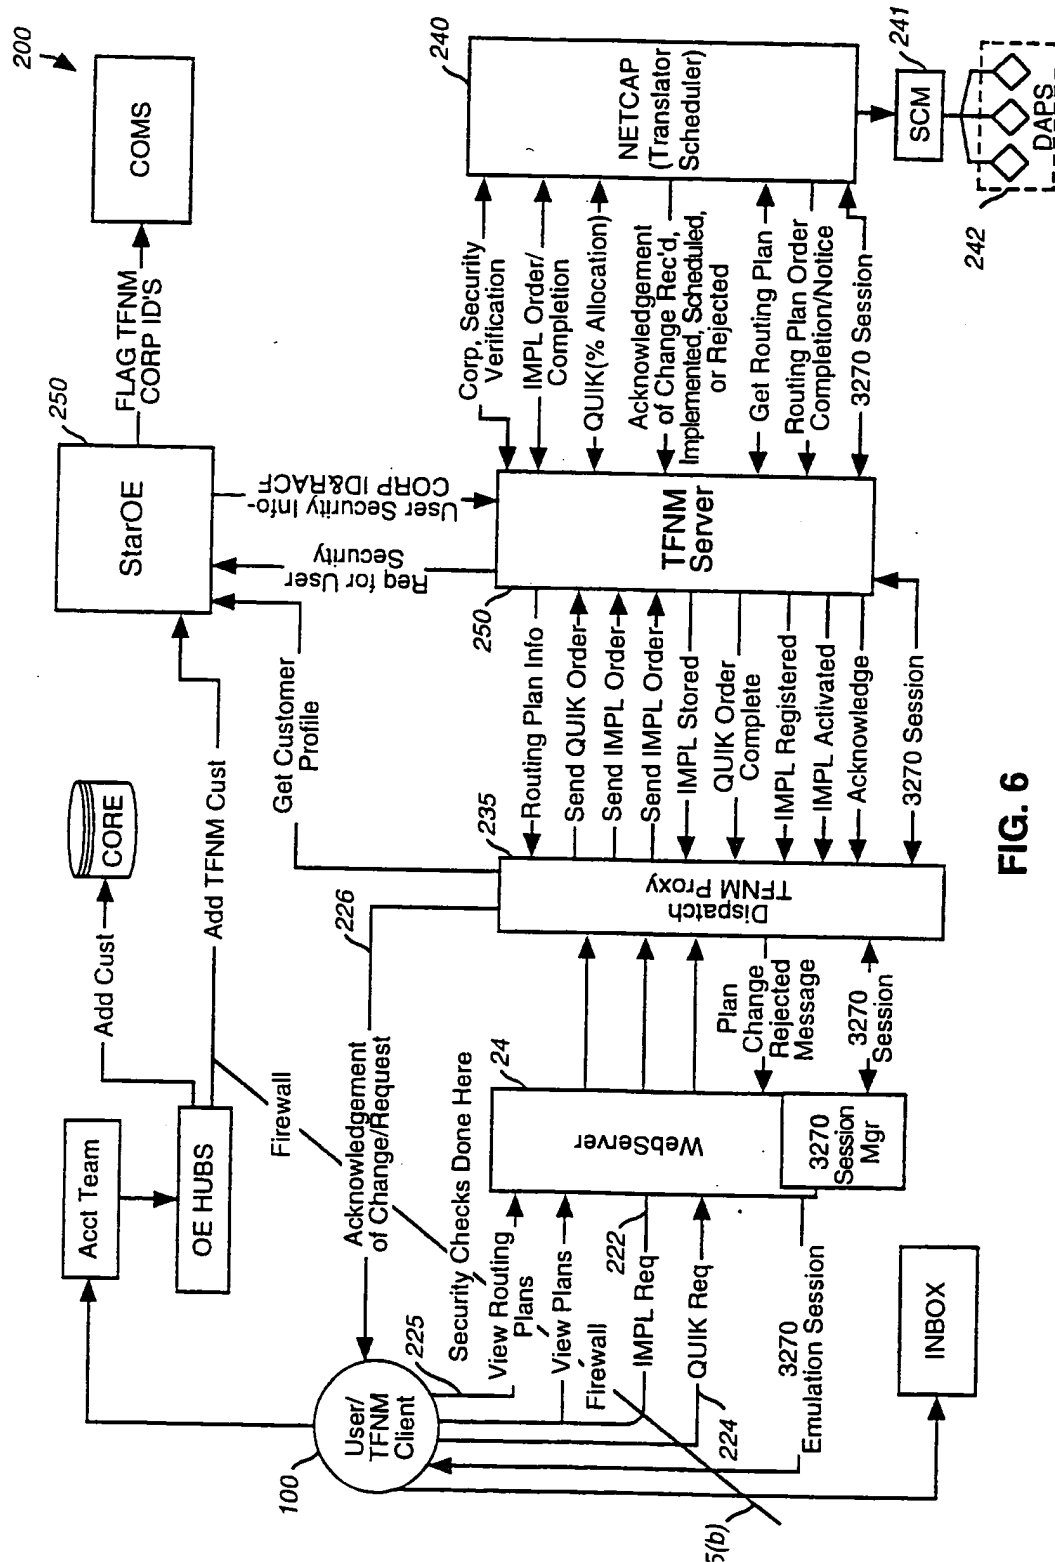 200
COMS
FLAG TFNM
CORP ID'S
250
StarOE
CORE
Add Cust
Add TFNM Cust
Acct Team
OE HUBS
Firewall
Get Customer
Profile
Req for User
Security
User Security Info-
CORP ID&RACF
226
Acknowledgement
of Change/Request
Security Checks Done Here
100
User/
TFNM
Client
225
View Routing
Plans
View Plans
Firewall
222
IMPL Req
QUIK Req
224
3270
Emulation Session
5(b)
INBOX
24
WebServer
3270
Session
Mgr
Plan
Change
Rejected
Message
3270
Session
235
Dispatch
TFNM Proxy
Routing Plan Info
Send QUIK Order
Send IMPL Order
Send IMPL Order
IMPL Stored
QUIK Order
Complete
IMPL Registered
IMPL Activated
Acknowledge
3270 Session
250
TFNM
Server
Corp, Security
Verification
IMPL Order/
Completion
QUIK(% Allocation)
Acknowledgement
of Change Rec'd,
Implemented, Scheduled,
or Rejected
Get Routing Plan
Routing Plan Order
Completion/Notice
3270 Session
240
NETCAP
(Translator
Scheduler)
241
SCM
242
DAPS
FIG. 6